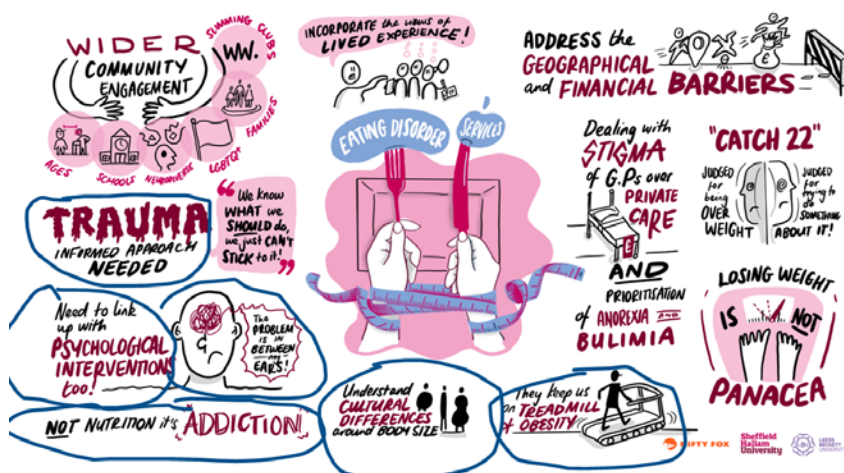 WIDER
COMMUNITY
ENGAGEMENT
SLIMMING CLUBS
WW.
FAMILIES
LGBTQ+
NEURODIVERSE
SCHOOLS
AGES
INCORPORATE the views of
LIVED EXPERIENCE!
ADDRESS the
GEOGRAPHICAL
and FINANCIAL BARRIERS
£
EATING DISORDER
SERVICES
Dealing with
STIGMA
of G.Ps over
PRIVATE
CARE
AND
PRIORITISATION
of ANOREXIA AND
BULIMIA
"CATCH 22"
JUDGED
for
being
OVER
WEIGHT
JUDGED
for
trying to
do
SOMETHING
ABOUT IT!
TRAUMA
INFORMED APPROACH
NEEDED
"We know
WHAT we
SHOULD do,
we just CAN'T
STICK to it!"
Need to link
up with
PSYCHOLOGICAL
INTERVENTIONS
too!
The
PROBLEM
is IN
BETWEEN
my
EARS!
LOSING WEIGHT
IS NOT
PANACEA
NOT NUTRITION it's ADDICTION!
Understand
CULTURAL
DIFFERENCES
around BODY SIZE
They keep us
on TREADMILL
of OBESITY
NIFTY FOX
Sheffield
Hallam
University
LEEDS
BECKETT
UNIVERSITY